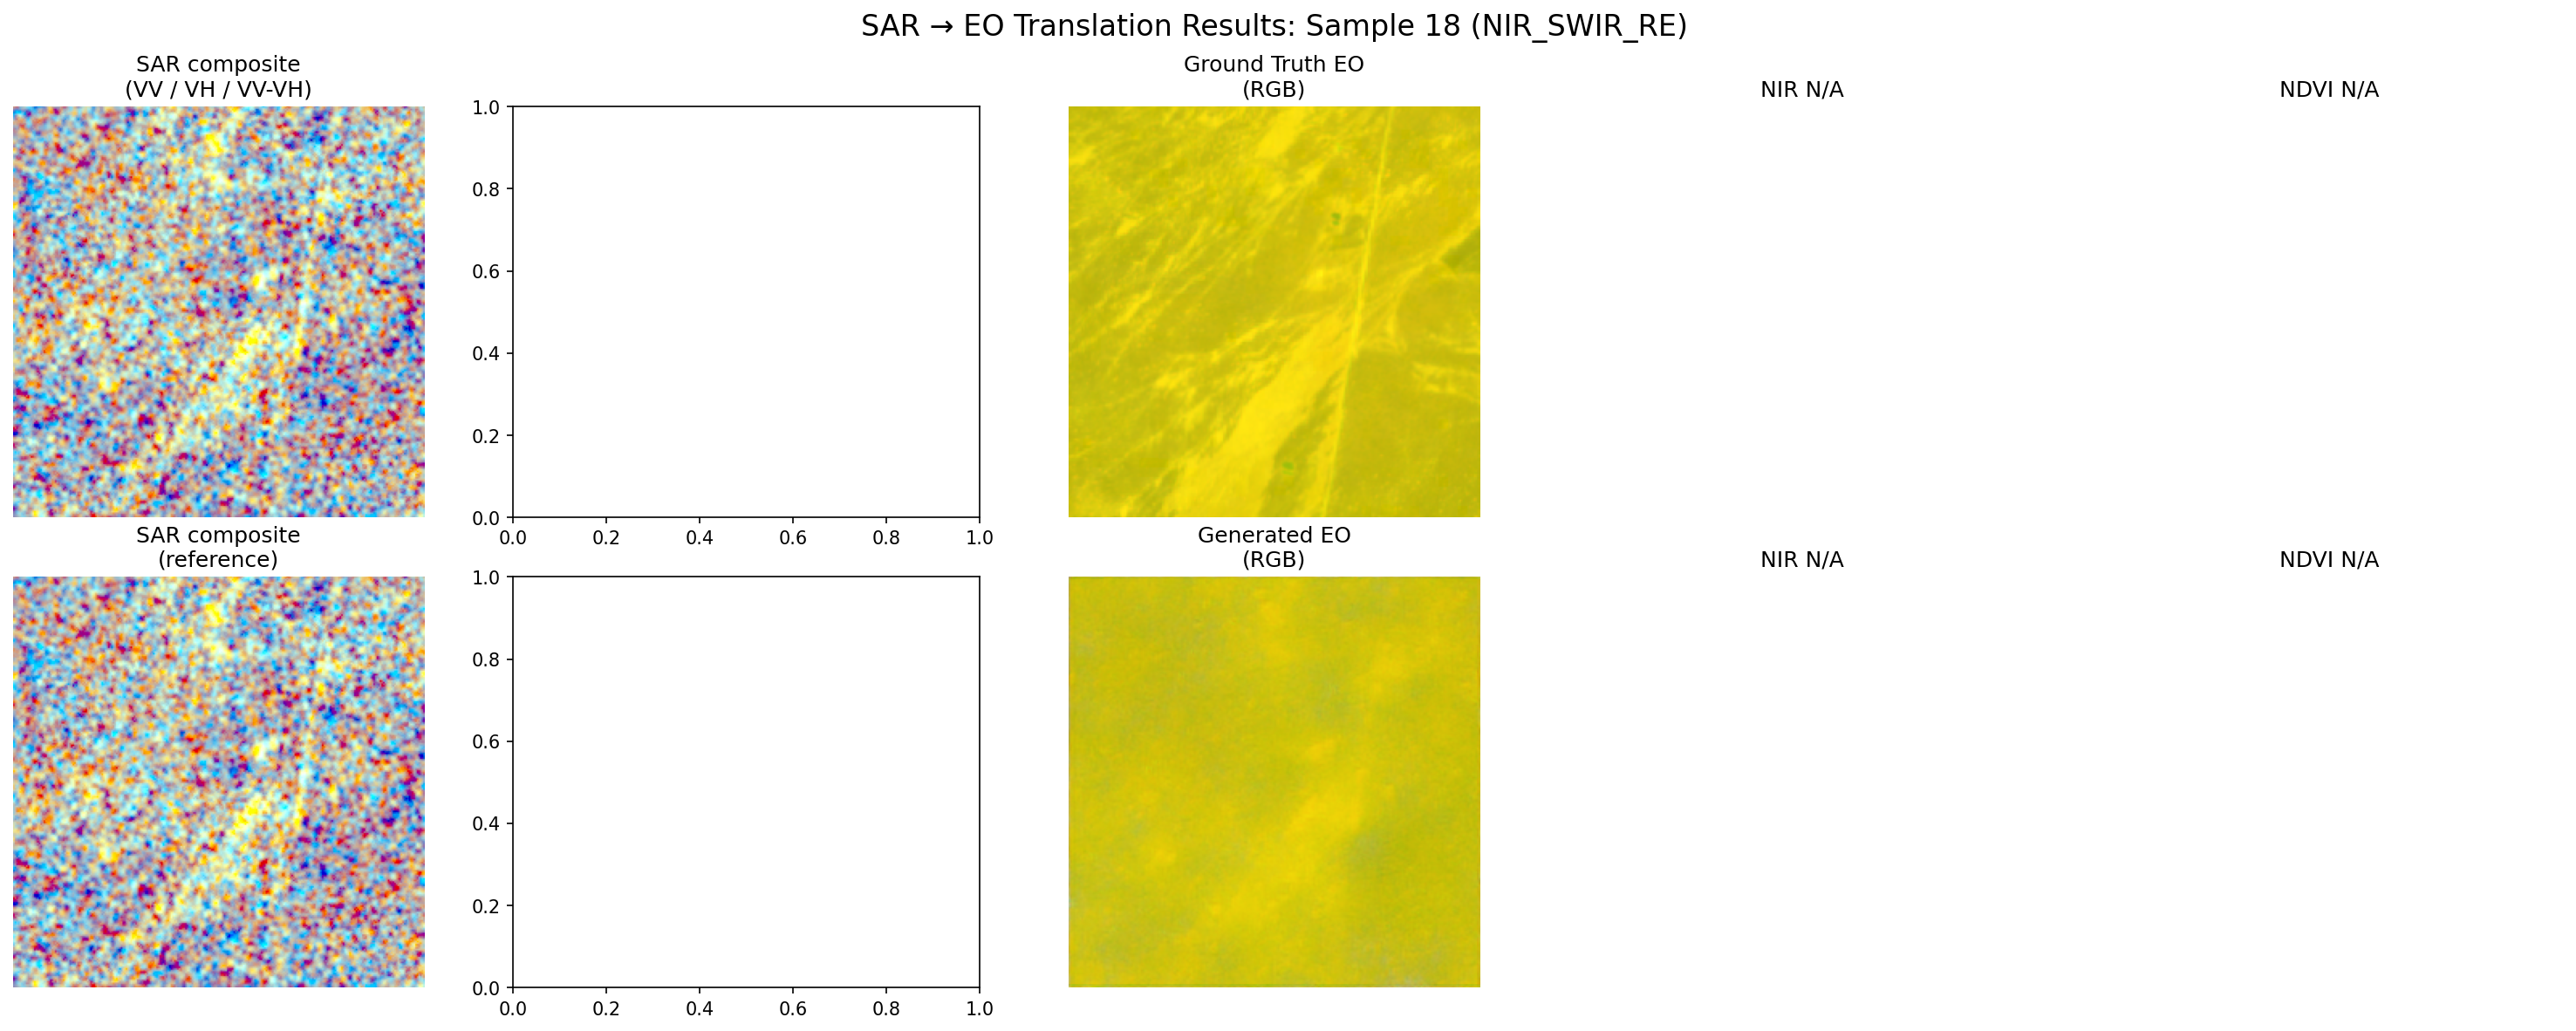 SAR → EO Translation Results: Sample 18 (NIR_SWIR_RE)
SAR composite
(VV / VH / VV-VH)
1.0
0.8
0.6
0.4
0.2
0.0
0.0 0.2 0.4 0.6 0.8 1.0
Ground Truth EO
(RGB)
NIR N/A
NDVI N/A
SAR composite
(reference)
1.0
0.8
0.6
0.4
0.2
0.0
0.0 0.2 0.4 0.6 0.8 1.0
Generated EO
(RGB)
NIR N/A
NDVI N/A